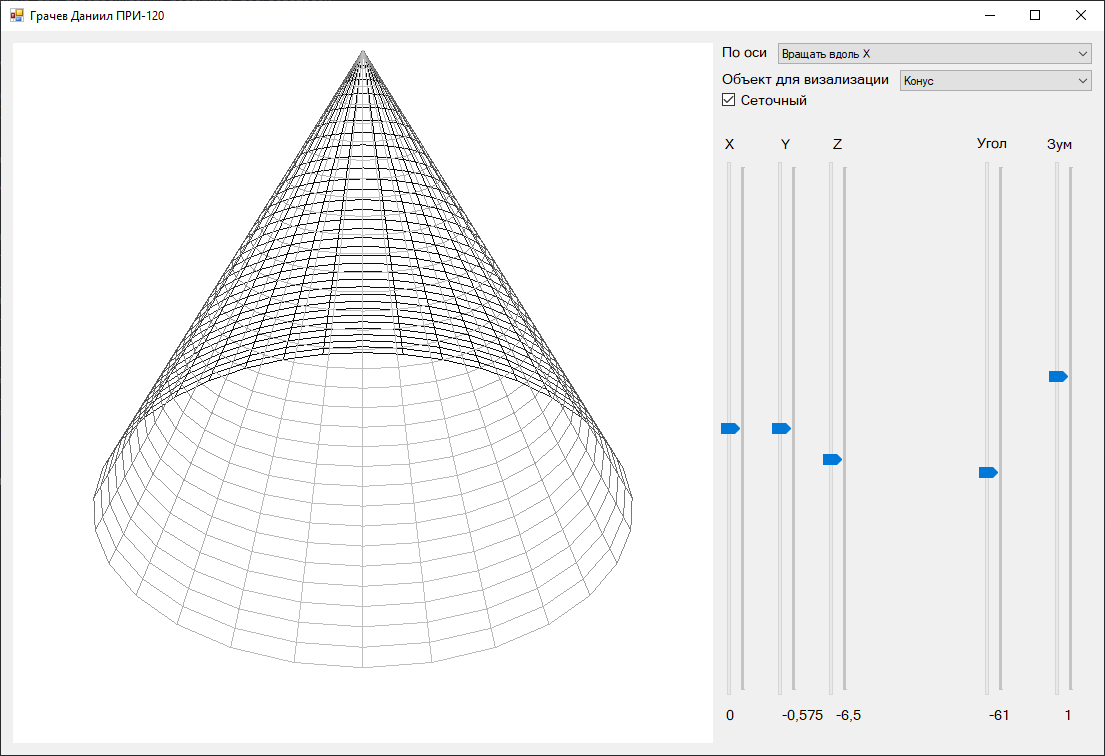 Грачев Даниил ПРИ-120
По оси Вращать вдоль X
Объект для визализации Конус
Сеточный
X Y Z Угол Зум
0 -0,575 -6,5 -61 1